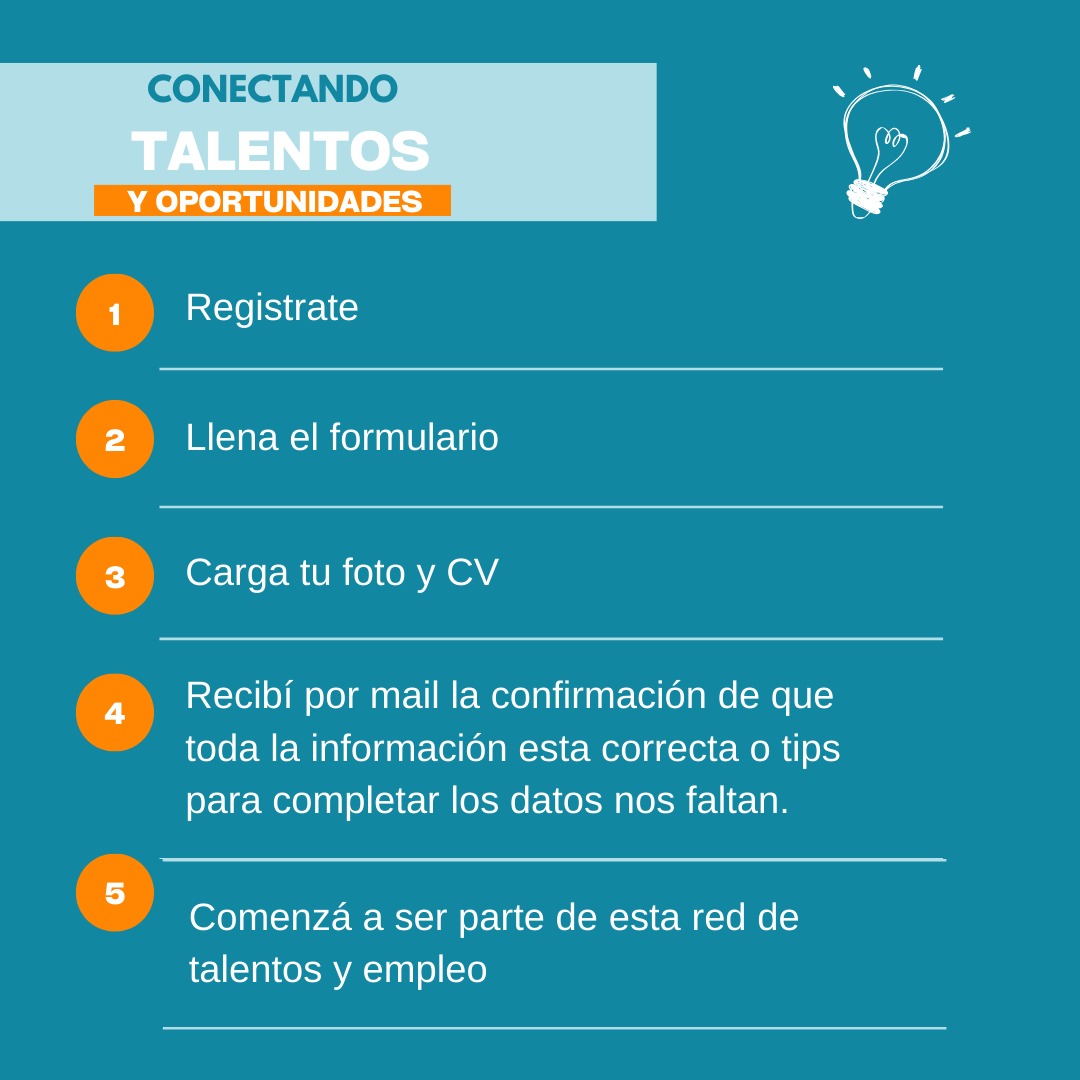 CONECTANDO
TALENTOS
Y OPORTUNIDADES
1 Registrate
2 Llena el formulario
3 Carga tu foto y CV
4 Recibí por mail la confirmación de que
toda la información esta correcta o tips
para completar los datos nos faltan.
5 Comenzá a ser parte de esta red de
talentos y empleo